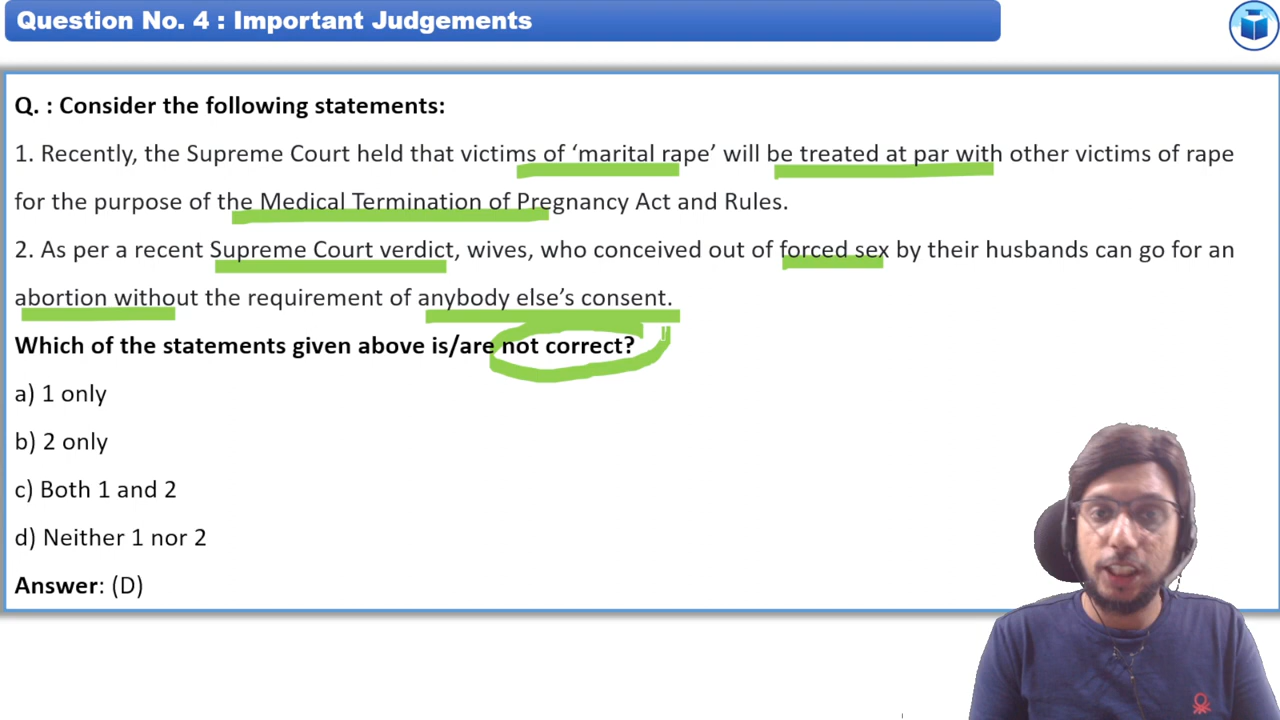 Question No. 4 : Important Judgements
Q. : Consider the following statements:
1. Recently, the Supreme Court held that victims of ‘marital rape’ will be treated at par with other victims of rape
for the purpose of the Medical Termination of Pregnancy Act and Rules.
2. As per a recent Supreme Court verdict, wives, who conceived out of forced sex by their husbands can go for an
abortion without the requirement of anybody else’s consent.
Which of the statements given above is/are not correct?
a) 1 only
b) 2 only
c) Both 1 and 2
d) Neither 1 nor 2
Answer: (D)